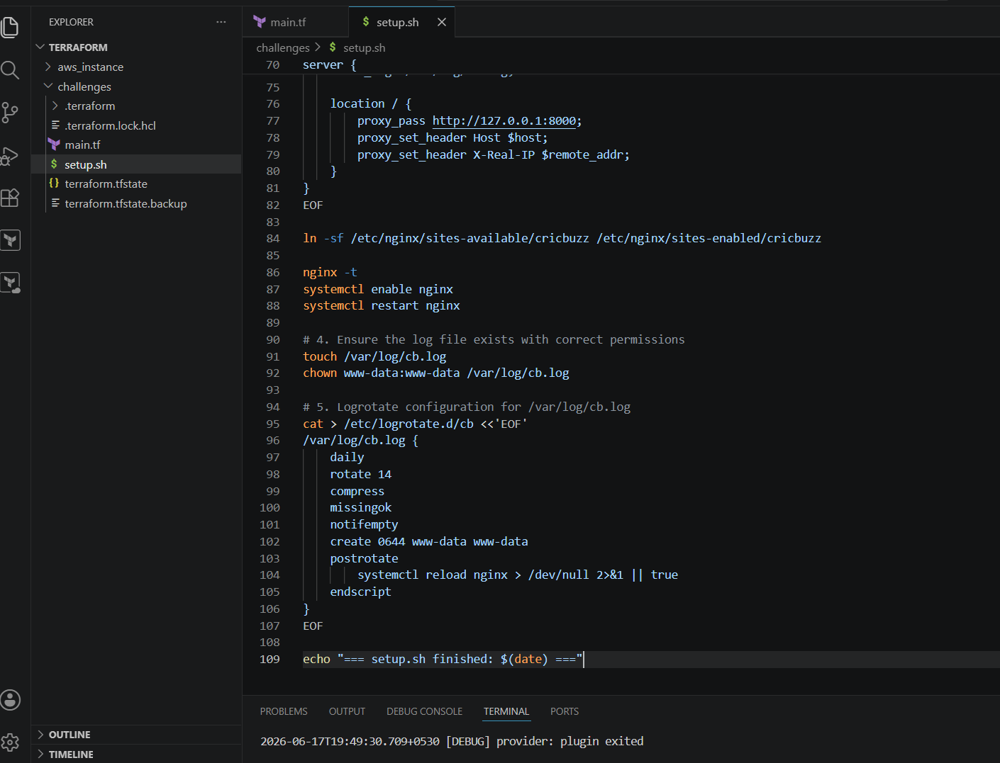 EXPLORER
TERRAFORM
aws_instance
challenges
.terraform
.terraform.lock.hcl
main.tf
setup.sh
terraform.tfstate
terraform.tfstate.backup
OUTLINE
TIMELINE
main.tf
setup.sh
challenges > setup.sh
70 server {
75
76 location / {
77 proxy_pass http://127.0.0.1:8000;
78 proxy_set_header Host $host;
79 proxy_set_header X-Real-IP $remote_addr;
80 }
81 }
82 EOF
83
84 ln -sf /etc/nginx/sites-available/cricbuzz /etc/nginx/sites-enabled/cricbuzz
85
86 nginx -t
87 systemctl enable nginx
88 systemctl restart nginx
89
90 # 4. Ensure the log file exists with correct permissions
91 touch /var/log/cb.log
92 chown www-data:www-data /var/log/cb.log
93
94 # 5. Logrotate configuration for /var/log/cb.log
95 cat > /etc/logrotate.d/cb <<'EOF'
96 /var/log/cb.log {
97 daily
98 rotate 14
99 compress
100 missingok
101 notifempty
102 create 0644 www-data www-data
103 postrotate
104 systemctl reload nginx > /dev/null 2>&1 || true
105 endscript
106 }
107 EOF
108
109 echo "=== setup.sh finished: $(date) ==="
PROBLEMS OUTPUT DEBUG CONSOLE TERMINAL PORTS
2026-06-17T19:49:30.709+0530 [DEBUG] provider: plugin exited